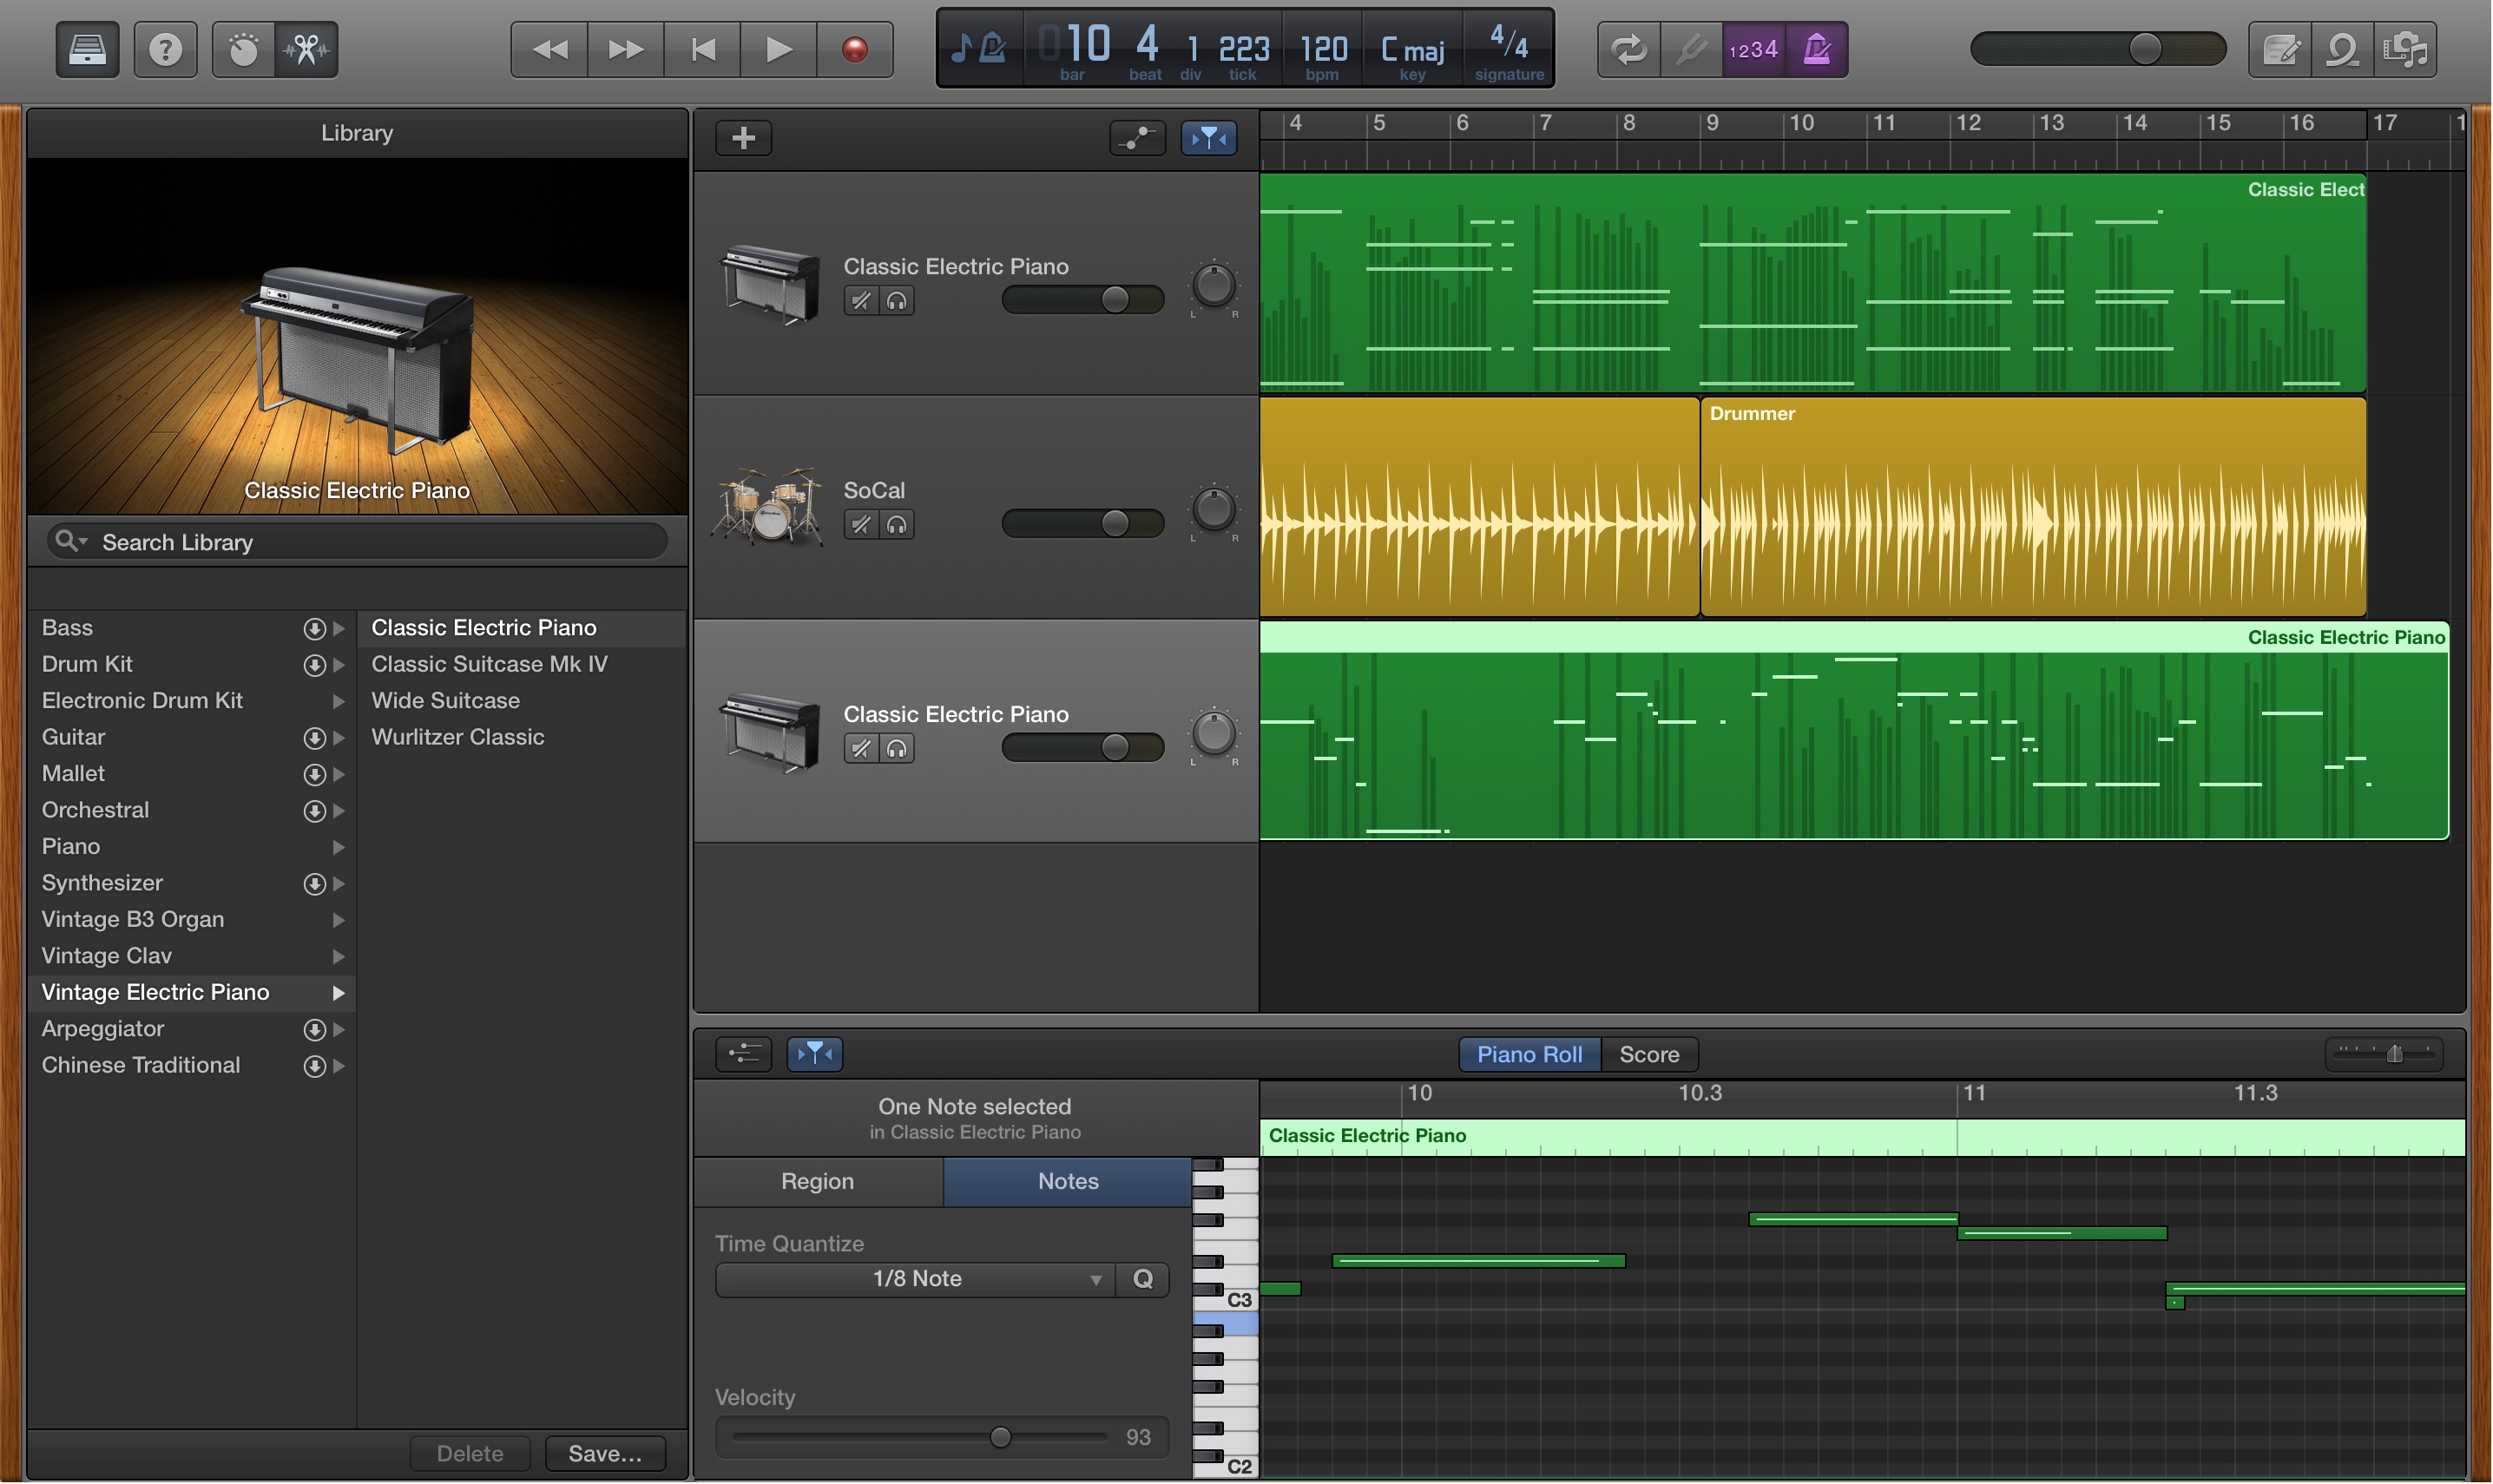 010 4 1 223 120 C maj 4/4
bar beat div tick bpm key signature
1234
Library
4 5 6 7 8 9 10 11 12 13 14 15 16 17 1
Classic Elect
Classic Electric Piano
L R
Classic Electric Piano
Search Library
Drummer
SoCal
L R
Bass
Drum Kit
Electronic Drum Kit
Guitar
Mallet
Orchestral
Piano
Synthesizer
Vintage B3 Organ
Vintage Clav
Vintage Electric Piano
Arpeggiator
Chinese Traditional
Classic Electric Piano
Classic Suitcase Mk IV
Wide Suitcase
Wurlitzer Classic
Delete Save...
Classic Electric Piano
Classic Electric Piano
L R
Piano Roll Score
One Note selected
in Classic Electric Piano
10 10.3 11 11.3
Classic Electric Piano
Region Notes
Time Quantize
1/8 Note Q
C3
Velocity
93
C2